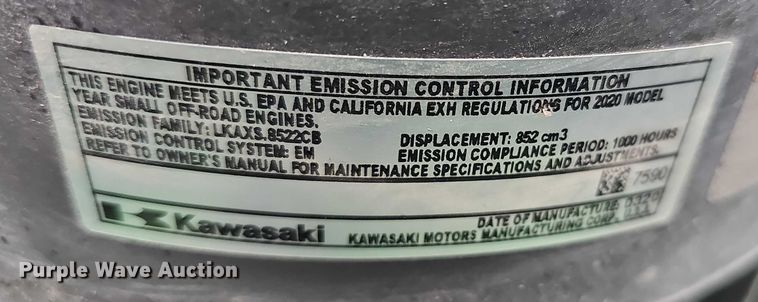 IMPORTANT EMISSION CONTROL INFORMATION
THIS ENGINE MEETS U.S. EPA AND CALIFORNIA EXH REGULATIONS FOR 2020 MODEL
YEAR SMALL OFF-ROAD ENGINES.
EMISSION FAMILY: LKAXS.8522CB DISPLACEMENT: 852 cm3
EMISSION CONTROL SYSTEM: EM EMISSION COMPLIANCE PERIOD: 1000 HOURS
REFER TO OWNER'S MANUAL FOR MAINTENANCE SPECIFICATIONS AND ADJUSTMENTS.
7590
Kawasaki
DATE OF MANUFACTURE 0320
KAWASAKI MOTORS MANUFACTURING CORP. U.S.A.
Purple Wave Auction